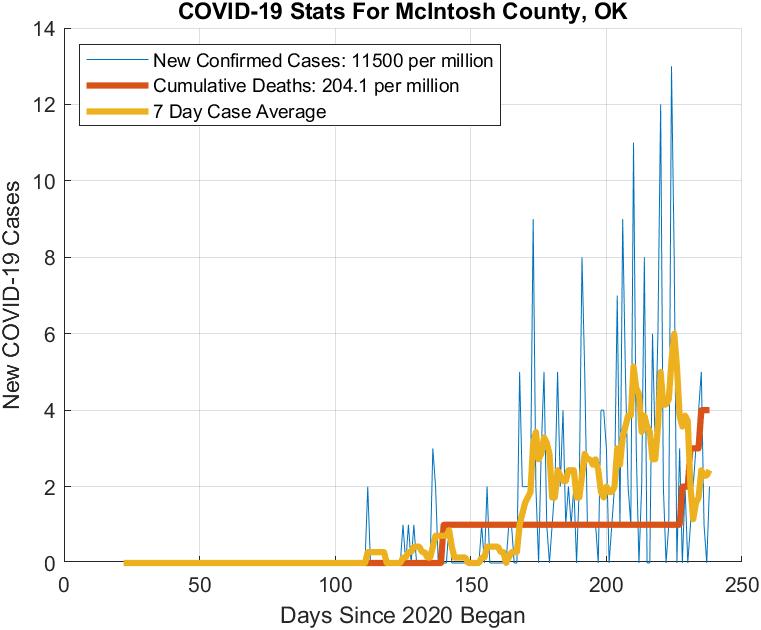 COVID-19 Stats For McIntosh County, OK
New Confirmed Cases: 11500 per million
Cumulative Deaths: 204.1 per million
7 Day Case Average
New COVID-19 Cases
14
12
10
8
6
4
2
0
0 50 100 150 200 250
Days Since 2020 Began